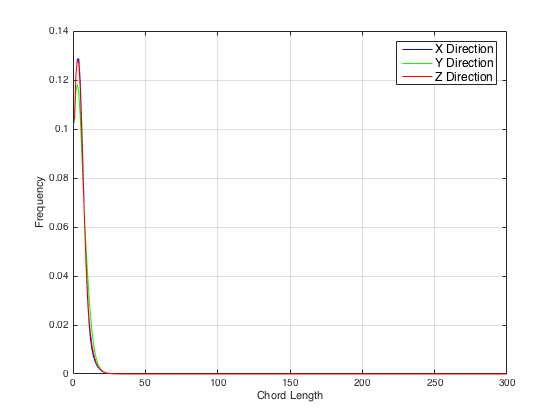 X Direction
Y Direction
Z Direction
0.14
0.12
0.1
0.08
0.06
0.04
0.02
0
Frequency
0 50 100 150 200 250 300
Chord Length